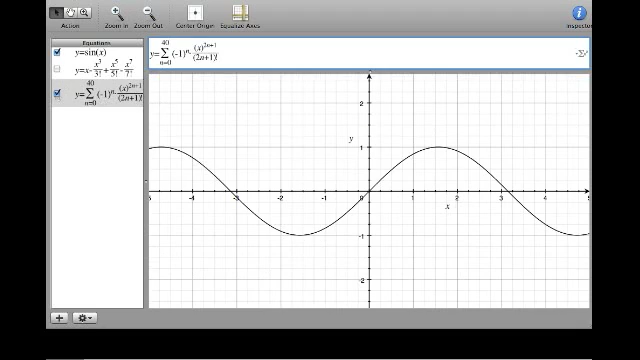 Action Zoom In Zoom Out Center Origin Equalize Axes Inspector
Equations
y=sin(x)
y=x-x³/3!+x⁵/5!-x⁷/7!
y=∑n=0^40 (-1)ⁿ·(x)²ⁿ⁺¹/(2n+1)!
y=∑n=0^40 (-1)ⁿ·(x)²ⁿ⁺¹/(2n+1)!
y
2
1
-3 -2 -1 0 1 2 3 4 5
x
-1
-2